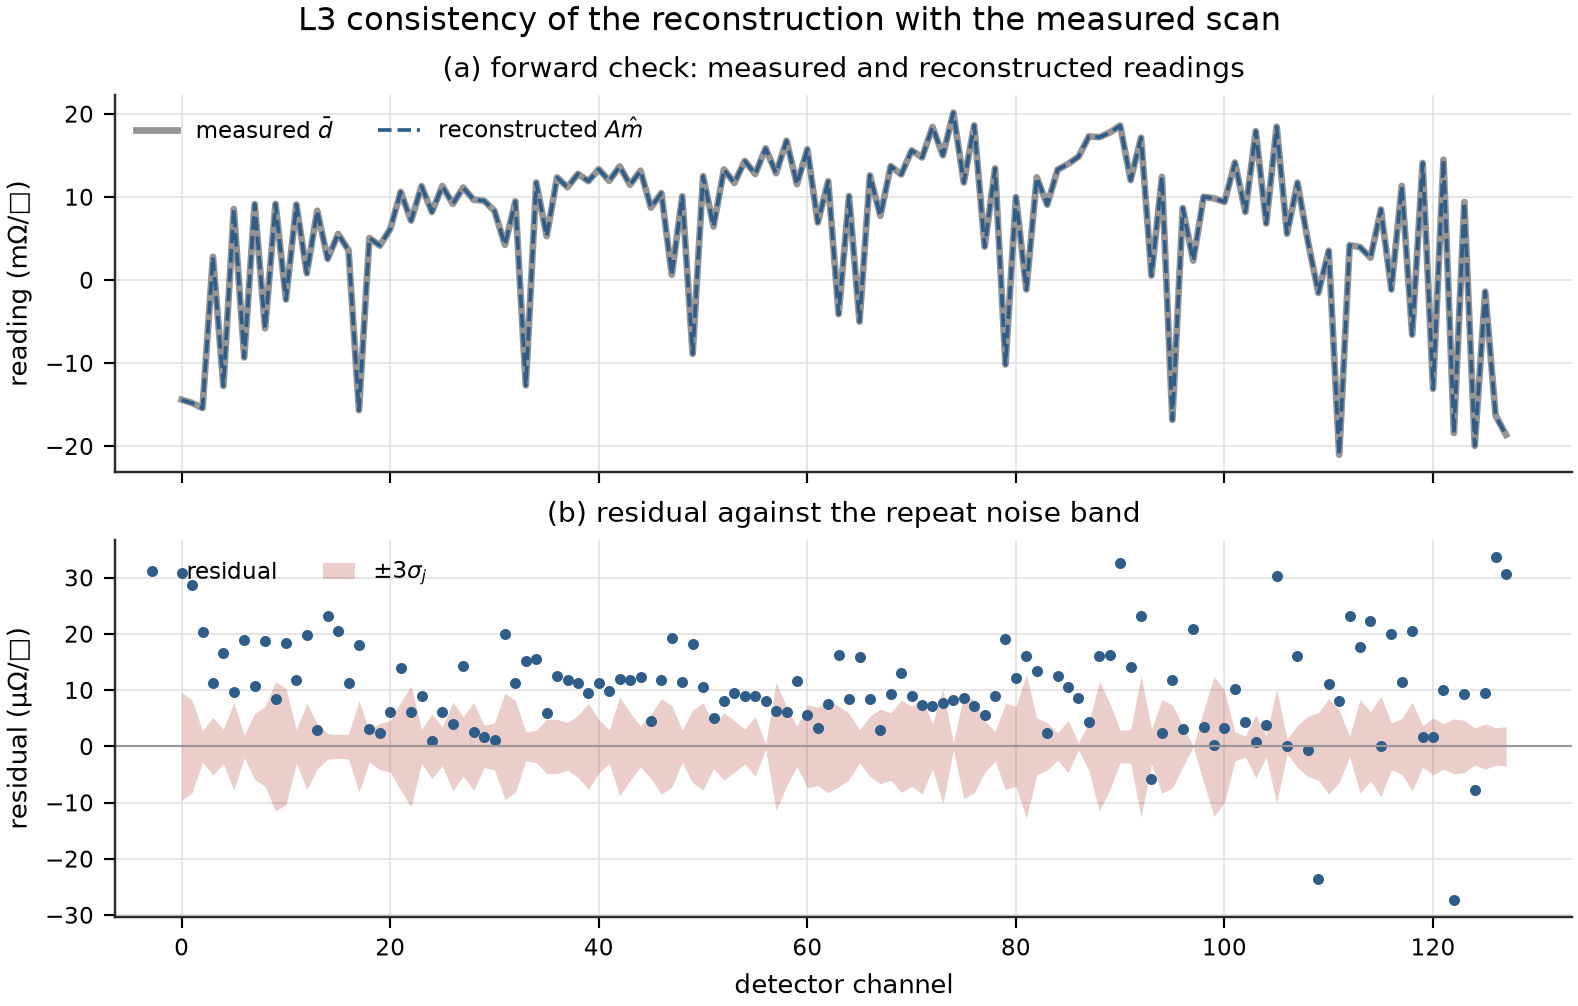 L3 consistency of the reconstruction with the measured scan
(a) forward check: measured and reconstructed readings
measured d̄
reconstructed Am̂
reading (mΩ/□)
20
10
0
−10
−20
(b) residual against the repeat noise band
residual
±3σⱼ
residual (μΩ/□)
30
20
10
0
−10
−20
−30
0 20 40 60 80 100 120
detector channel